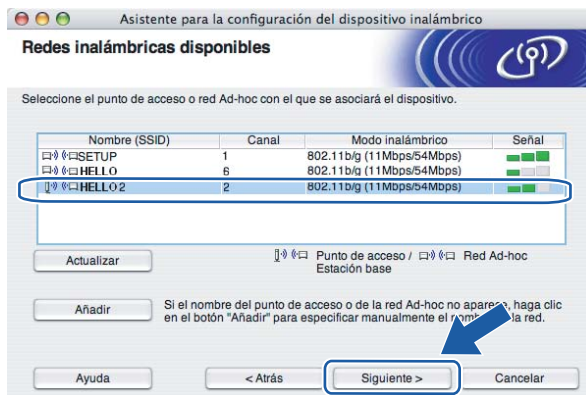 Asistente para la configuración del dispositivo inalámbrico
Redes inalámbricas disponibles
Seleccione el punto de acceso o red Ad-hoc con el que se asociará el dispositivo.
Nombre (SSID) Canal Modo inalámbrico Señal
SETUP 1 802.11b/g (11Mbps/54Mbps)
HELLO 6 802.11b/g (11Mbps/54Mbps)
HELLO2 2 802.11b/g (11Mbps/54Mbps)
Actualizar
Punto de acceso / Red Ad-hoc
Estación base
Añadir
Si el nombre del punto de acceso o de la red Ad-hoc no aparece, haga clic
en el botón "Añadir" para especificar manualmente el la red.
Ayuda < Atrás Siguiente > Cancelar